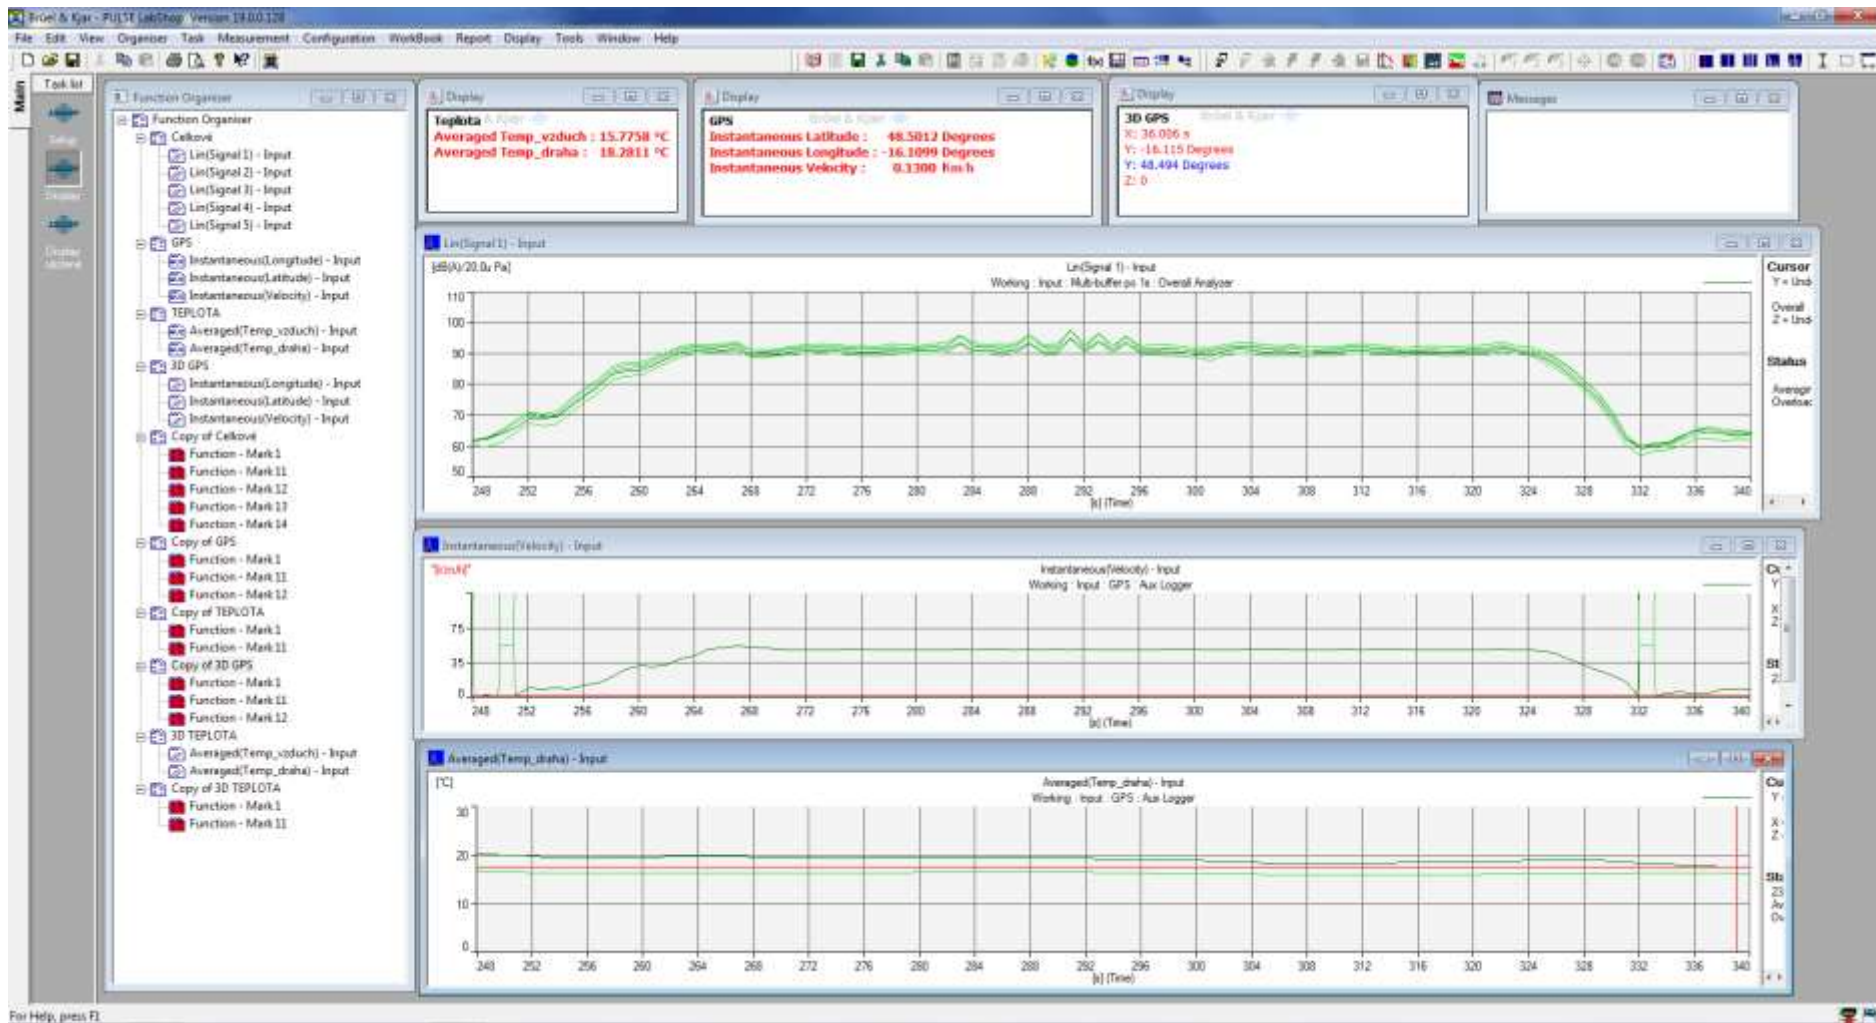 Brüel & Kjær - PULSE LabShop Version 19.0.0.128
File Edit View Organiser Task Measurement Configuration WorkBook Report Display Tools Window Help
Main
Task list
Setup
Display
Function Organiser
Function Organiser
Celkové
Lin(Signal 1) - Input
Lin(Signal 2) - Input
Lin(Signal 3) - Input
Lin(Signal 4) - Input
Lin(Signal 5) - Input
GPS
Instantaneous(Longitude) - Input
Instantaneous(Latitude) - Input
Instantaneous(Velocity) - Input
TEPLOTA
Averaged(Temp_vzduch) - Input
Averaged(Temp_draha) - Input
3D GPS
Instantaneous(Longitude) - Input
Instantaneous(Latitude) - Input
Instantaneous(Velocity) - Input
Copy of Celkové
Function - Mark 1
Function - Mark 11
Function - Mark 12
Function - Mark 13
Function - Mark 14
Copy of GPS
Function - Mark 1
Function - Mark 11
Function - Mark 12
Copy of TEPLOTA
Function - Mark 1
Function - Mark 11
Copy of 3D GPS
Function - Mark 1
Function - Mark 11
Function - Mark 12
3D TEPLOTA
Averaged(Temp_vzduch) - Input
Averaged(Temp_draha) - Input
Copy of 3D TEPLOTA
Function - Mark 1
Function - Mark 11
Display
Teplota
Averaged Temp_vzduch : 15.7758 °C
Averaged Temp_draha : 18.2811 °C
Display
GPS
Brüel & Kjær
Instantaneous Latitude : 48.5012 Degrees
Instantaneous Longitude : -16.1099 Degrees
Instantaneous Velocity : 0.1300 Km/h
Display
3D GPS
Brüel & Kjær
X: 36.006 s
Y: -16.115 Degrees
Y: 48.494 Degrees
Z: 0
Messages
Lin(Signal 1) - Input
[dB(A)/20.0u Pa]
Lin(Signal 1) - Input
Working : Input : Multi-buffer ps 1s : Overall Analyzer
110
100
90
80
70
60
50
248 252 256 260 264 268 272 276 280 284 288 292 296 300 304 308 312 316 320 324 328 332 336 340
[s] (Time)
Cursor
Y = Und
Overall
Z = Und
Status
Averagir
Overloac
Instantaneous(Velocity) - Input
"[Km/h]"
Instantaneous(Velocity) - Input
Working : Input : GPS : Aux Logger
75
35
0
248 252 256 260 264 268 272 276 280 284 288 292 296 300 304 308 312 316 320 324 328 332 336 340
[s] (Time)
Averaged(Temp_draha) - Input
[°C]
Averaged(Temp_draha) - Input
Working : Input : GPS : Aux Logger
30
20
10
0
248 252 256 260 264 268 272 276 280 284 288 292 296 300 304 308 312 316 320 324 328 332 336 340
[s] (Time)
Cu
Y
X
Z
For Help, press F1